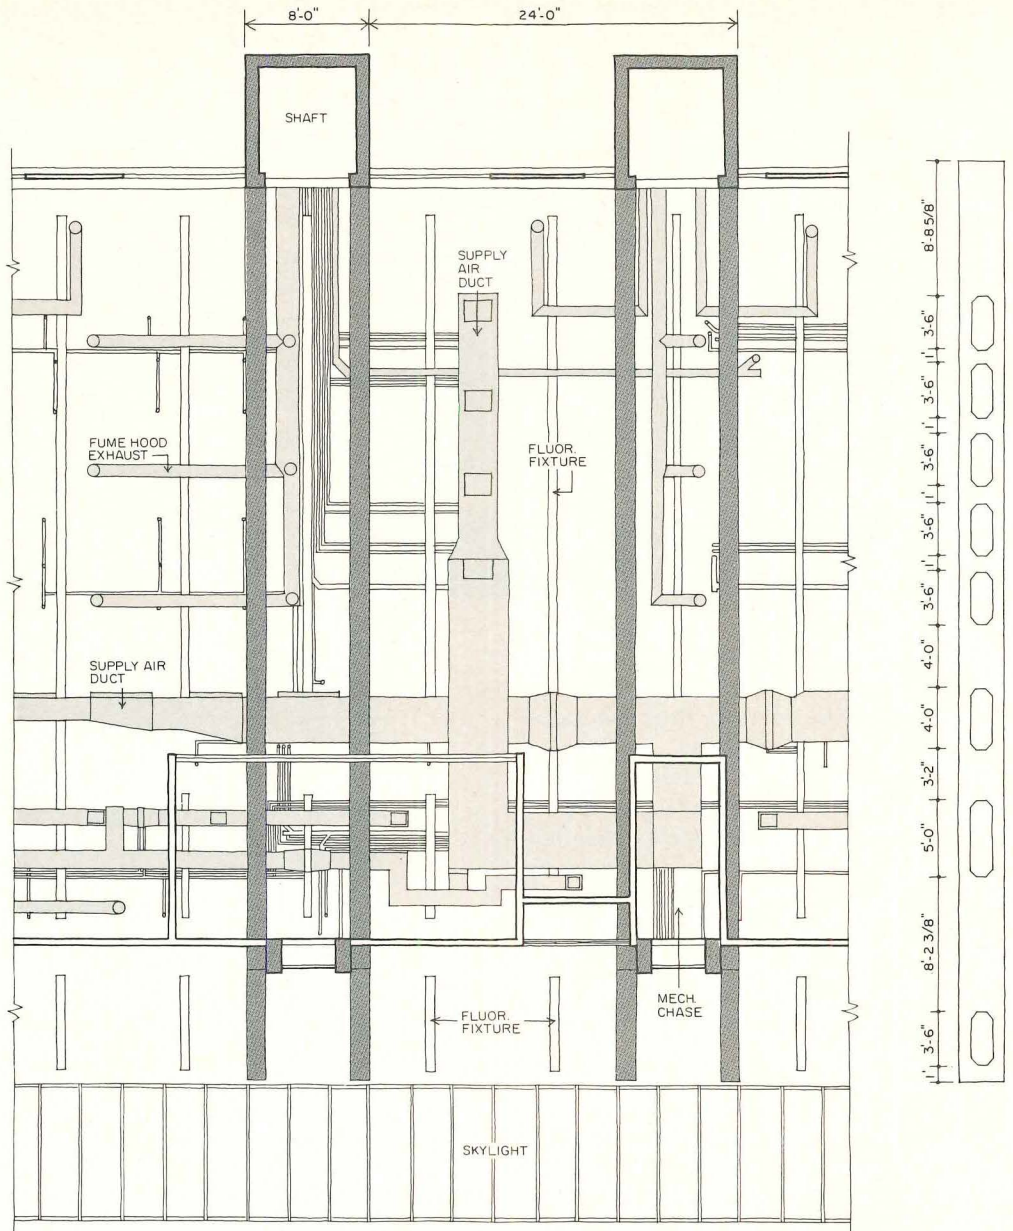 8'-0"
24'-0"
SHAFT
SUPPLY
AIR
DUCT
FUME HOOD
EXHAUST
FLUOR.
FIXTURE
SUPPLY AIR
DUCT
FLUOR.
FIXTURE
MECH.
CHASE
SKYLIGHT
8'-8 5/8"
3'-6"
1'
3'-6"
1'
3'-6"
1'
3'-6"
1'
3'-6"
4'-0"
4'-0"
3'-2"
5'-0"
8'-2 3/8"
3'-6"
1'